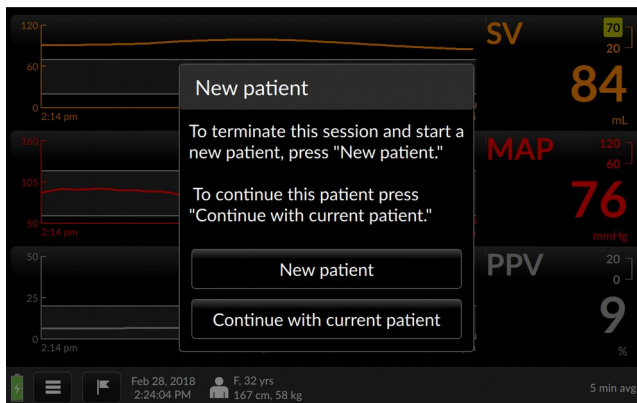 120
60
0
2:14 pm
SV
70
20
84
mL
160
105
50
2:14 pm
MAP
120
60
76
mmHg
50
25
0
2:14 pm
PPV
20
0
9
%
New patient
To terminate this session and start a
new patient, press "New patient."
To continue this patient press
"Continue with current patient."
New patient
Continue with current patient
Feb 28, 2018
2:24:04 PM
F, 32 yrs
167 cm, 58 kg
5 min avg